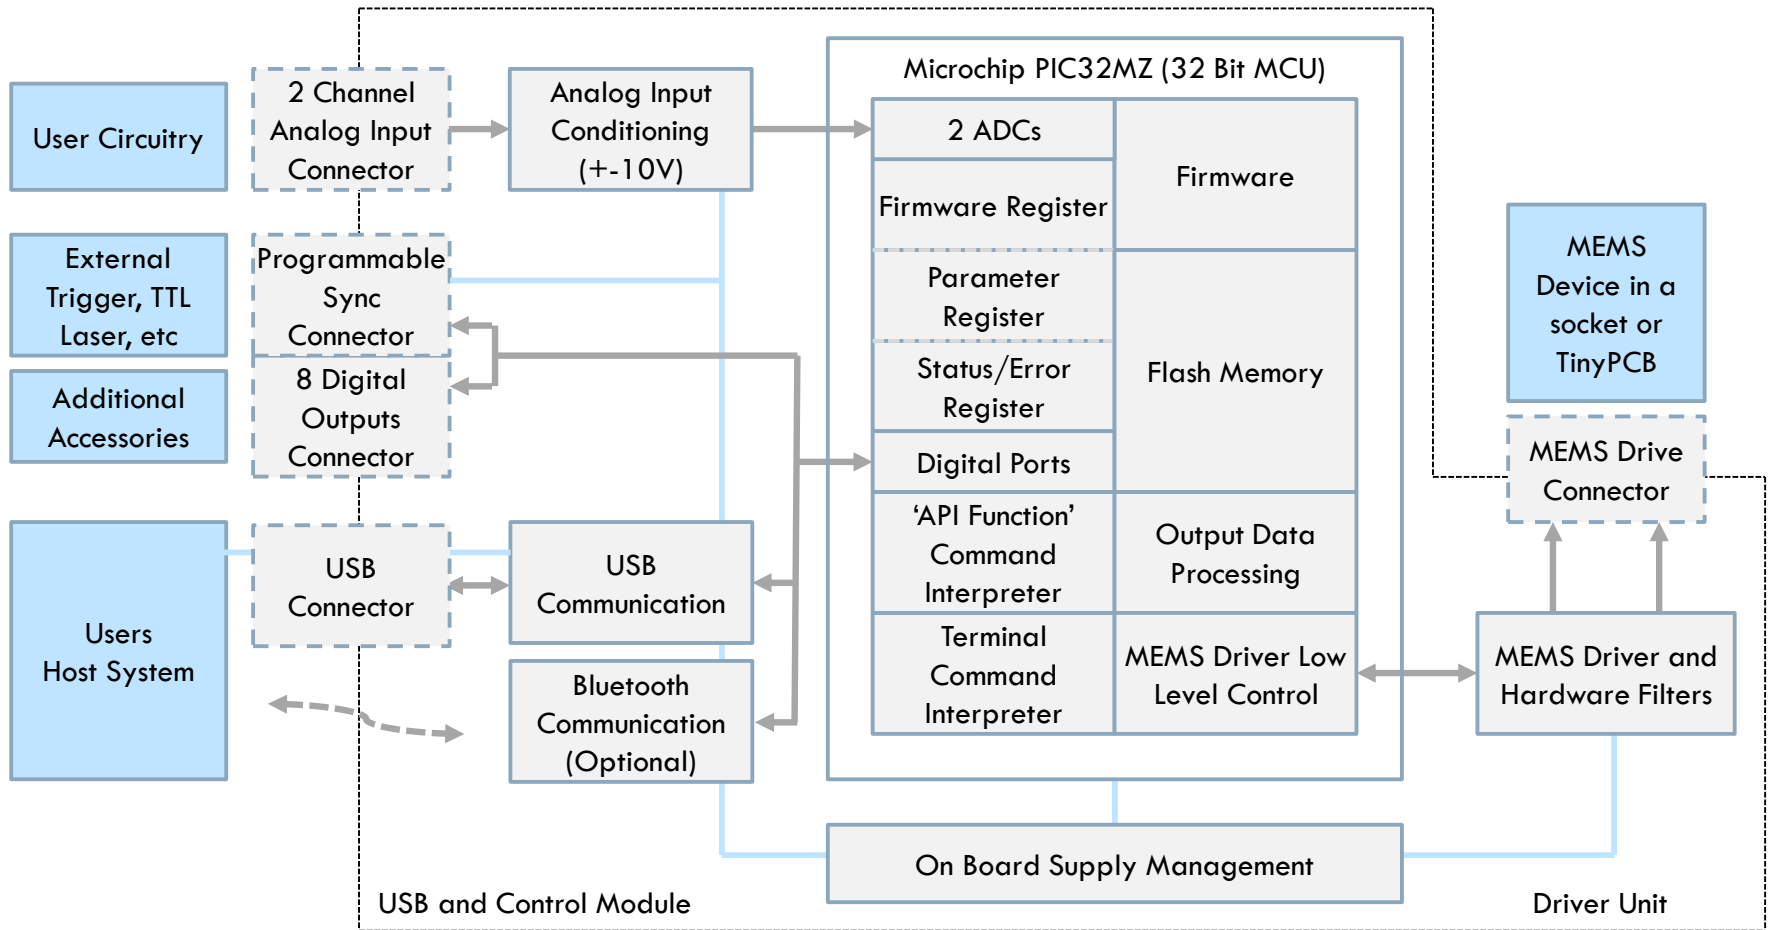 Microchip PIC32MZ (32 Bit MCU)
User Circuitry
2 Channel
Analog Input
Connector
Analog Input
Conditioning
(+-10V)
2 ADCs
Firmware
Firmware Register
External
Trigger, TTL
Laser, etc
Programmable
Sync
Connector
Parameter
Register
Status/Error
Register
Flash Memory
Additional
Accessories
8 Digital
Outputs
Connector
Digital Ports
MEMS
Device in a
socket or
TinyPCB
MEMS Drive
Connector
Users
Host System
USB
Connector
USB
Communication
‘API Function’
Command
Interpreter
Output Data
Processing
Bluetooth
Communication
(Optional)
Terminal
Command
Interpreter
MEMS Driver Low
Level Control
MEMS Driver and
Hardware Filters
On Board Supply Management
USB and Control Module
Driver Unit